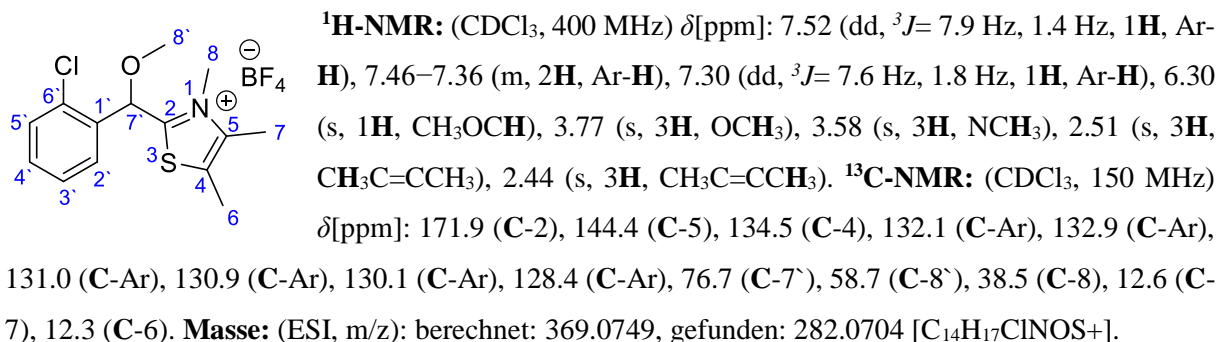 8`
Cl
O
8
⊖
BF4
6`
1`
7`
2
1
N
⊕
5
7
5`
3
S
4
4`
3`
2`
6
¹H-NMR: (CDCl₃, 400 MHz) δ[ppm]: 7.52 (dd, ³J= 7.9 Hz, 1.4 Hz, 1H, Ar-
H), 7.46−7.36 (m, 2H, Ar-H), 7.30 (dd, ³J= 7.6 Hz, 1.8 Hz, 1H, Ar-H), 6.30
(s, 1H, CH3OCH), 3.77 (s, 3H, OCH₃), 3.58 (s, 3H, NCH₃), 2.51 (s, 3H,
CH₃C=CCH₃), 2.44 (s, 3H, CH₃C=CCH₃). ¹³C-NMR: (CDCl₃, 150 MHz)
δ[ppm]: 171.9 (C-2), 144.4 (C-5), 134.5 (C-4), 132.1 (C-Ar), 132.9 (C-Ar),
131.0 (C-Ar), 130.9 (C-Ar), 130.1 (C-Ar), 128.4 (C-Ar), 76.7 (C-7`), 58.7 (C-8`), 38.5 (C-8), 12.6 (C-
7), 12.3 (C-6). Masse: (ESI, m/z): berechnet: 369.0749, gefunden: 282.0704 [C₁₄H₁₇ClNOS+].